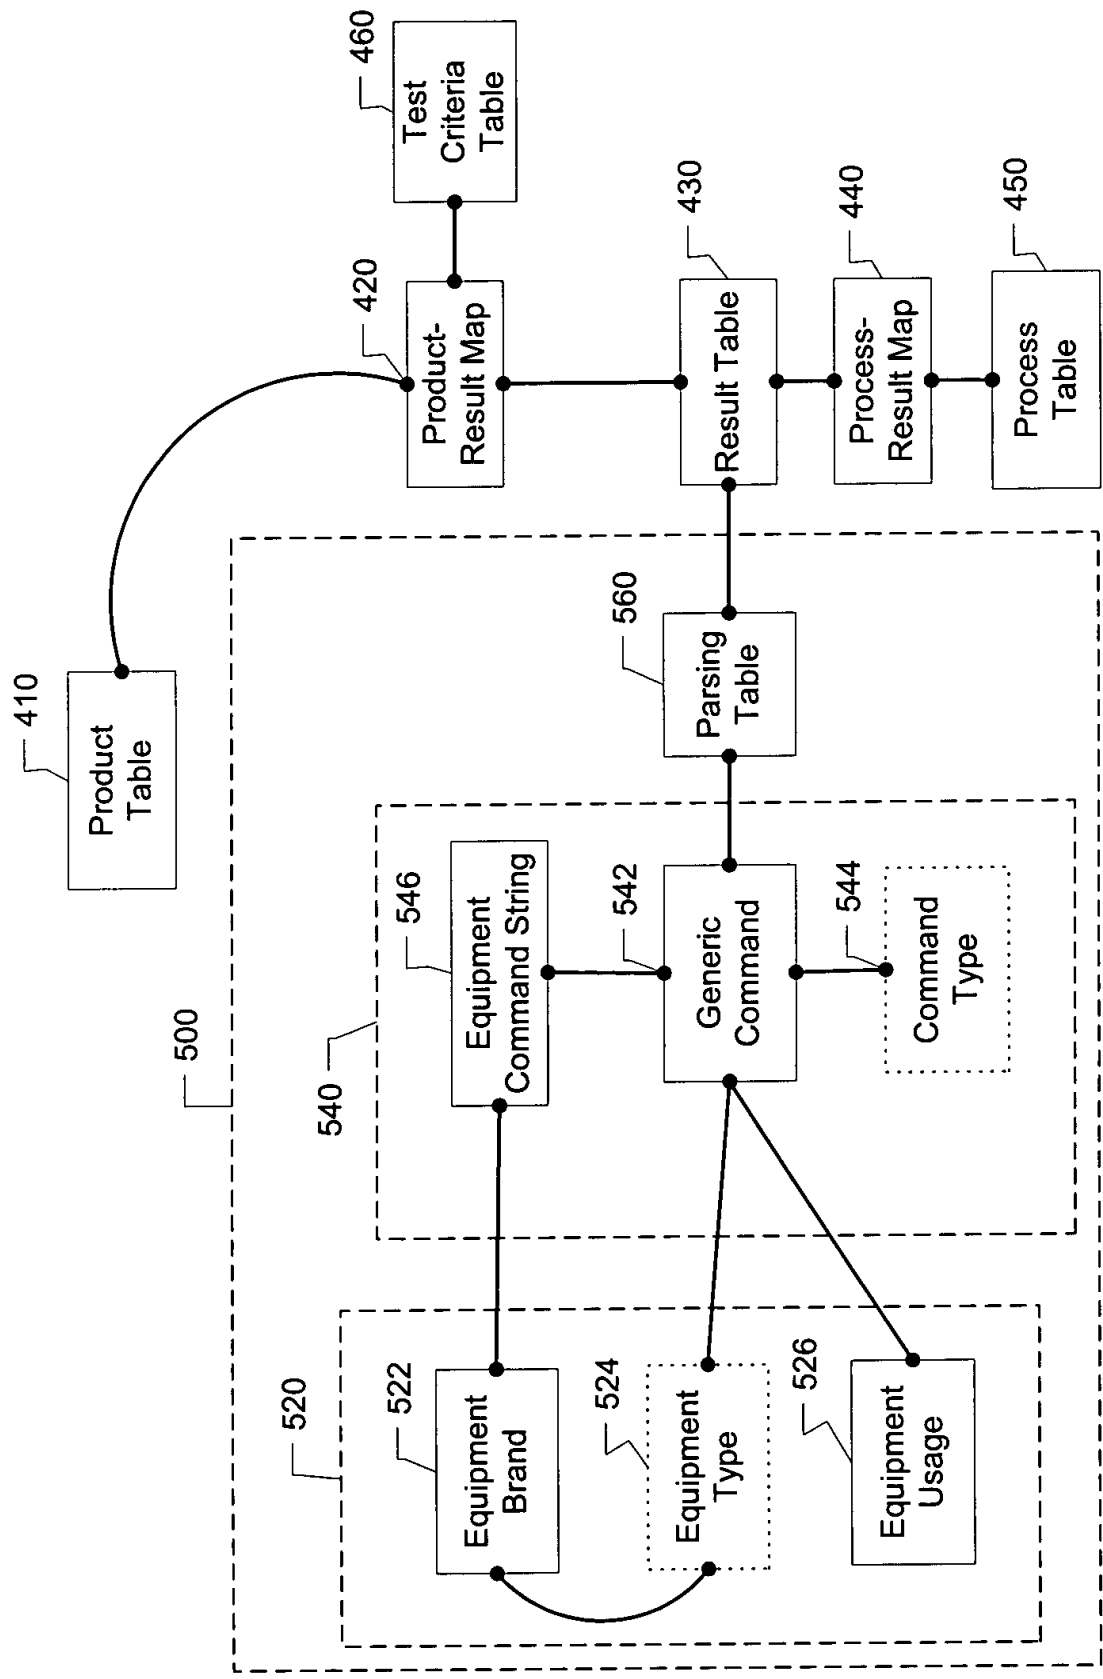 500
520
522
Equipment
Brand
524
Equipment
Type
526
Equipment
Usage
540
546
Equipment
Command String
542
Generic
Command
544
Command
Type
560
Parsing
Table
410
Product
Table
420
Product-
Result Map
430
Result Table
440
Process-
Result Map
450
Process
Table
460
Test
Criteria
Table